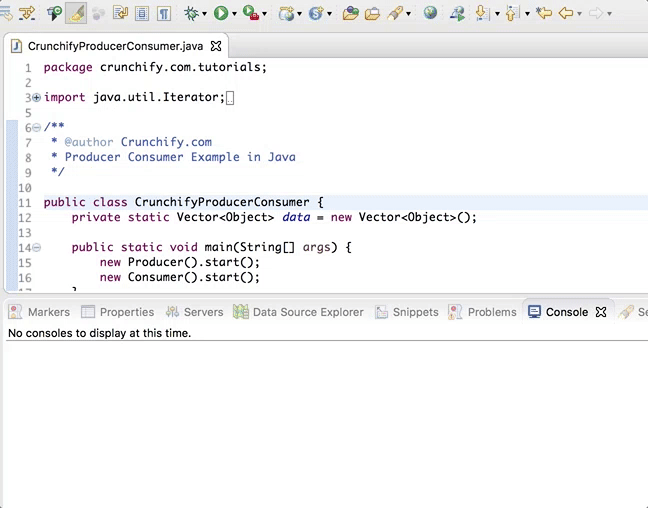 CrunchifyProducerConsumer.java
1 package crunchify.com.tutorials;
2
3 import java.util.Iterator;
5
6 /**
7 * @author Crunchify.com
8 * Producer Consumer Example in Java
9 */
10
11 public class CrunchifyProducerConsumer {
12 private static Vector<Object> data = new Vector<Object>();
13
14 public static void main(String[] args) {
15 new Producer().start();
16 new Consumer().start();
Markers Properties Servers Data Source Explorer Snippets Problems Console Se
No consoles to display at this time.